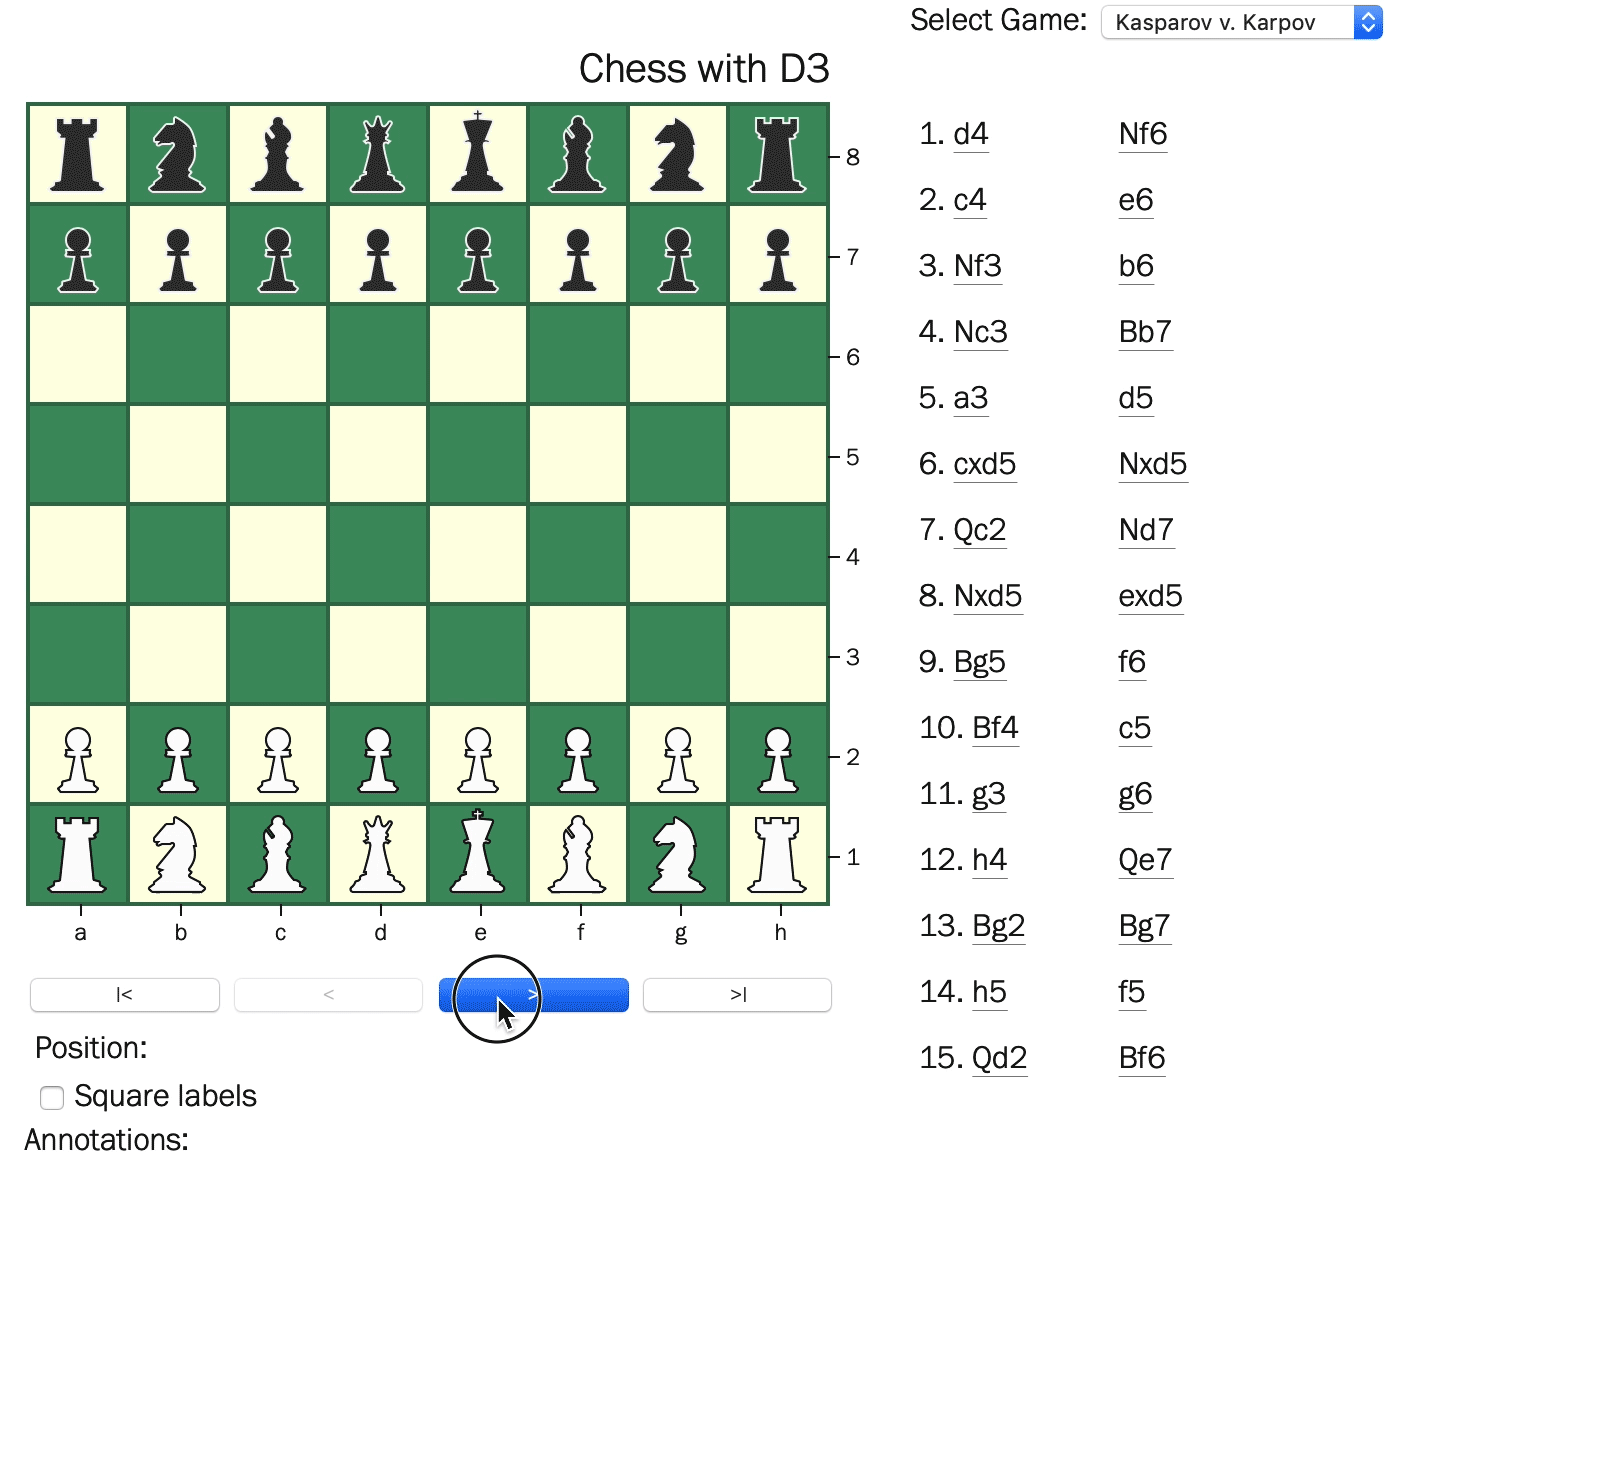 Select Game: Kasparov v. Karpov
Chess with D3
8
7
6
5
4
3
2
1
a b c d e f g h
|< < > >|
Position:
Square labels
Annotations:
1. d4 Nf6
2. c4 e6
3. Nf3 b6
4. Nc3 Bb7
5. a3 d5
6. cxd5 Nxd5
7. Qc2 Nd7
8. Nxd5 exd5
9. Bg5 f6
10. Bf4 c5
11. g3 g6
12. h4 Qe7
13. Bg2 Bg7
14. h5 f5
15. Qd2 Bf6